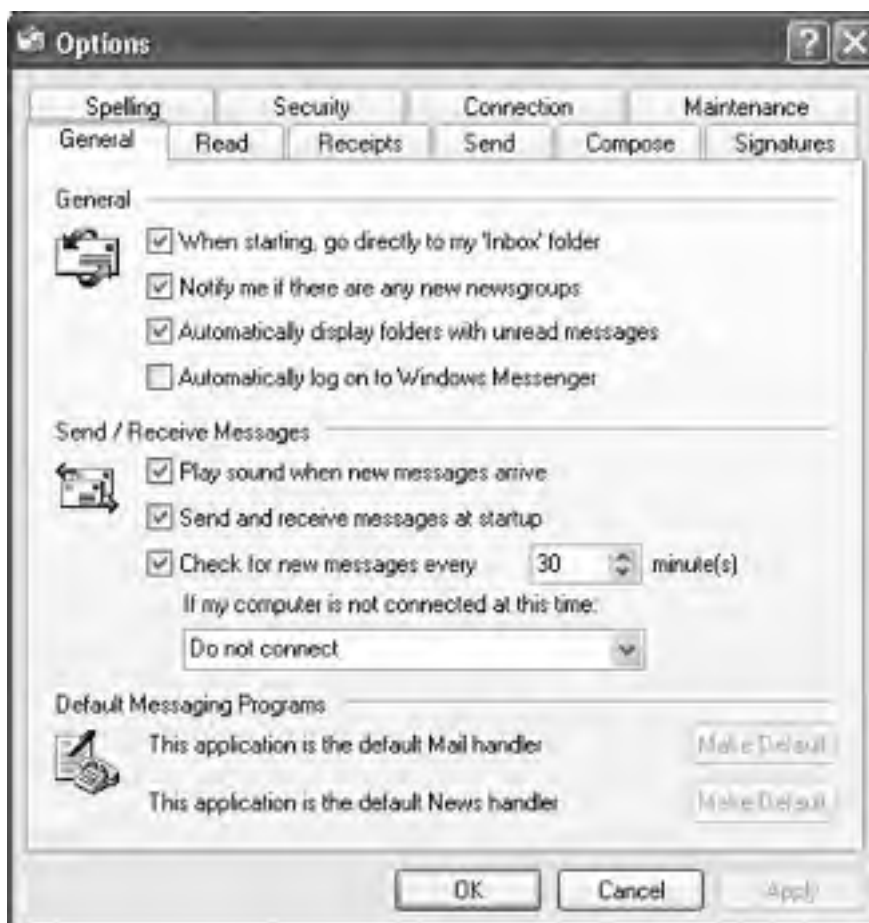 Options
Spelling Security Connection Maintenance
General Read Receipts Send Compose Signatures
General
When starting, go directly to my 'Inbox' folder
Notify me if there are any new newsgroups
Automatically display folders with unread messages
Automatically log on to Windows Messenger
Send / Receive Messages
Play sound when new messages arrive
Send and receive messages at startup
Check for new messages every 30 minute(s)
If my computer is not connected at this time:
Do not connect
Default Messaging Programs
This application is the default Mail handler Make Default
This application is the default News handler Make Default
OK Cancel Apply